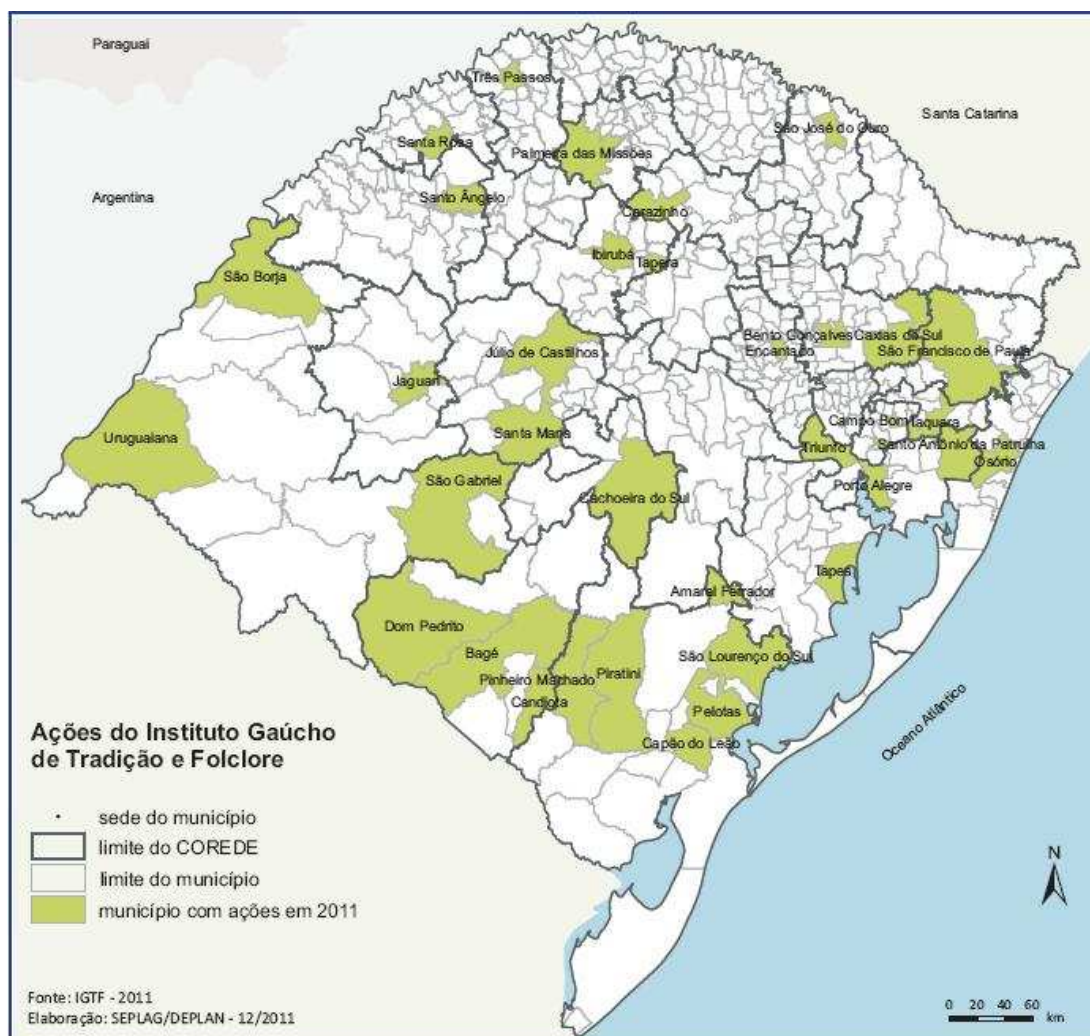 Paraguai
Três Passos
Santa Catarina
São José do Ouro
Santa Rosa
Palmeira das Missões
Argentina
Santo Ângelo
Carazinho
Ibirubá
Tapera
São Borja
Bento Gonçalves
Caxias do Sul
Encantado
São Francisco de Paula
Júlio de Castilhos
Jaguari
Campo Bom
Taquara
Santa Maria
Uruguaiana
Triunfo
Santo Antônio da Patrulha
Osório
São Gabriel
Porto Alegre
Cachoeira do Sul
Tapes
Amaral Ferrador
Dom Pedrito
Bagé
São Lourenço do Sul
Piratini
Pinheiro Machado
Candiota
Pelotas
Capão do Leão
Oceano Atlântico
Ações do Instituto Gaúcho
de Tradição e Folclore
sede do município
limite do COREDE
limite do município
município com ações em 2011
N
Fonte: IGTF - 2011
Elaboração: SEPLAG/DEPLAN - 12/2011
0 20 40 60
km